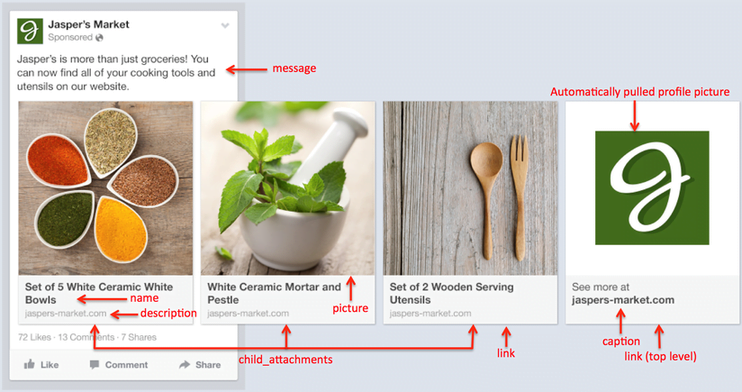 Jasper's Market
Sponsored
Jasper's is more than just groceries! You
can now find all of your cooking tools and
utensils on our website.
message
Automatically pulled profile picture
Set of 5 White Ceramic White
Bowls
name
jaspers-market.com
description
White Ceramic Mortar and
Pestle
picture
jaspers-market.com
Set of 2 Wooden Serving
Utensils
jaspers-market.com
link
See more at
jaspers-market.com
caption
link (top level)
72 Likes · 13 Comments · 7 Shares
child_attachments
Like
Comment
Share